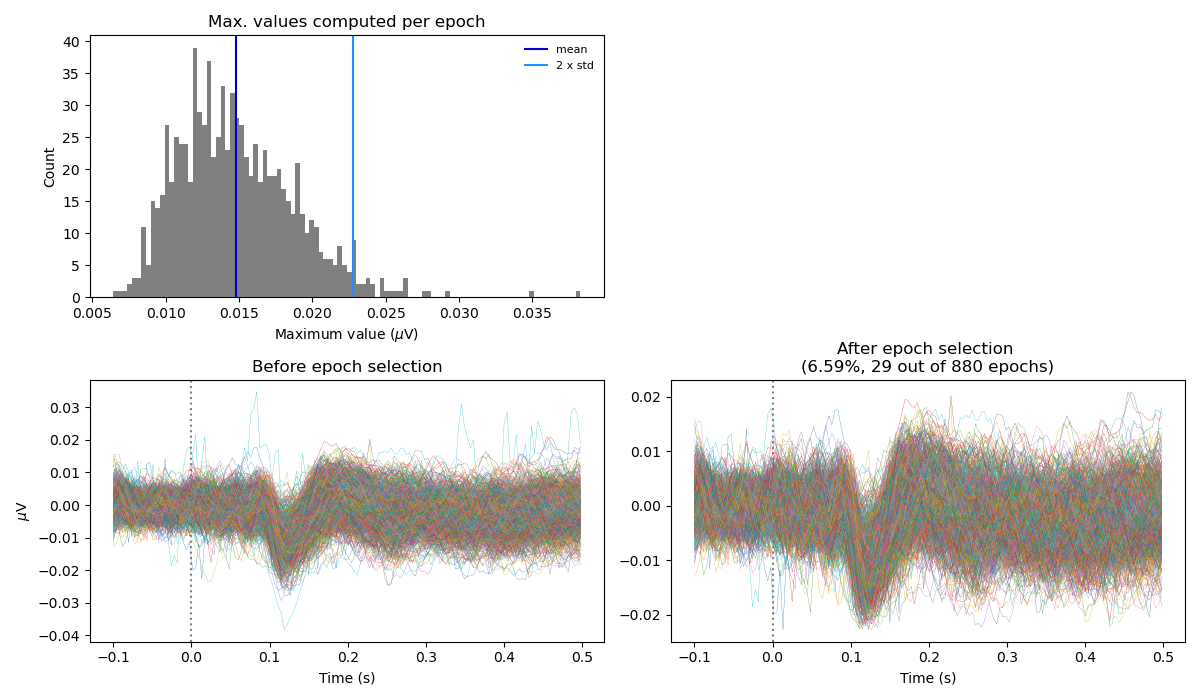 Max. values computed per epoch
40
35
30
25
20
15
10
5
0
Count
mean
2 x std
0.005 0.010 0.015 0.020 0.025 0.030 0.035
Maximum value (μV)
Before epoch selection
0.03
0.02
0.01
0.00
−0.01
−0.02
−0.03
−0.04
μV
−0.1 0.0 0.1 0.2 0.3 0.4 0.5
Time (s)
After epoch selection
(6.59%, 29 out of 880 epochs)
0.02
0.01
0.00
−0.01
−0.02
−0.1 0.0 0.1 0.2 0.3 0.4 0.5
Time (s)